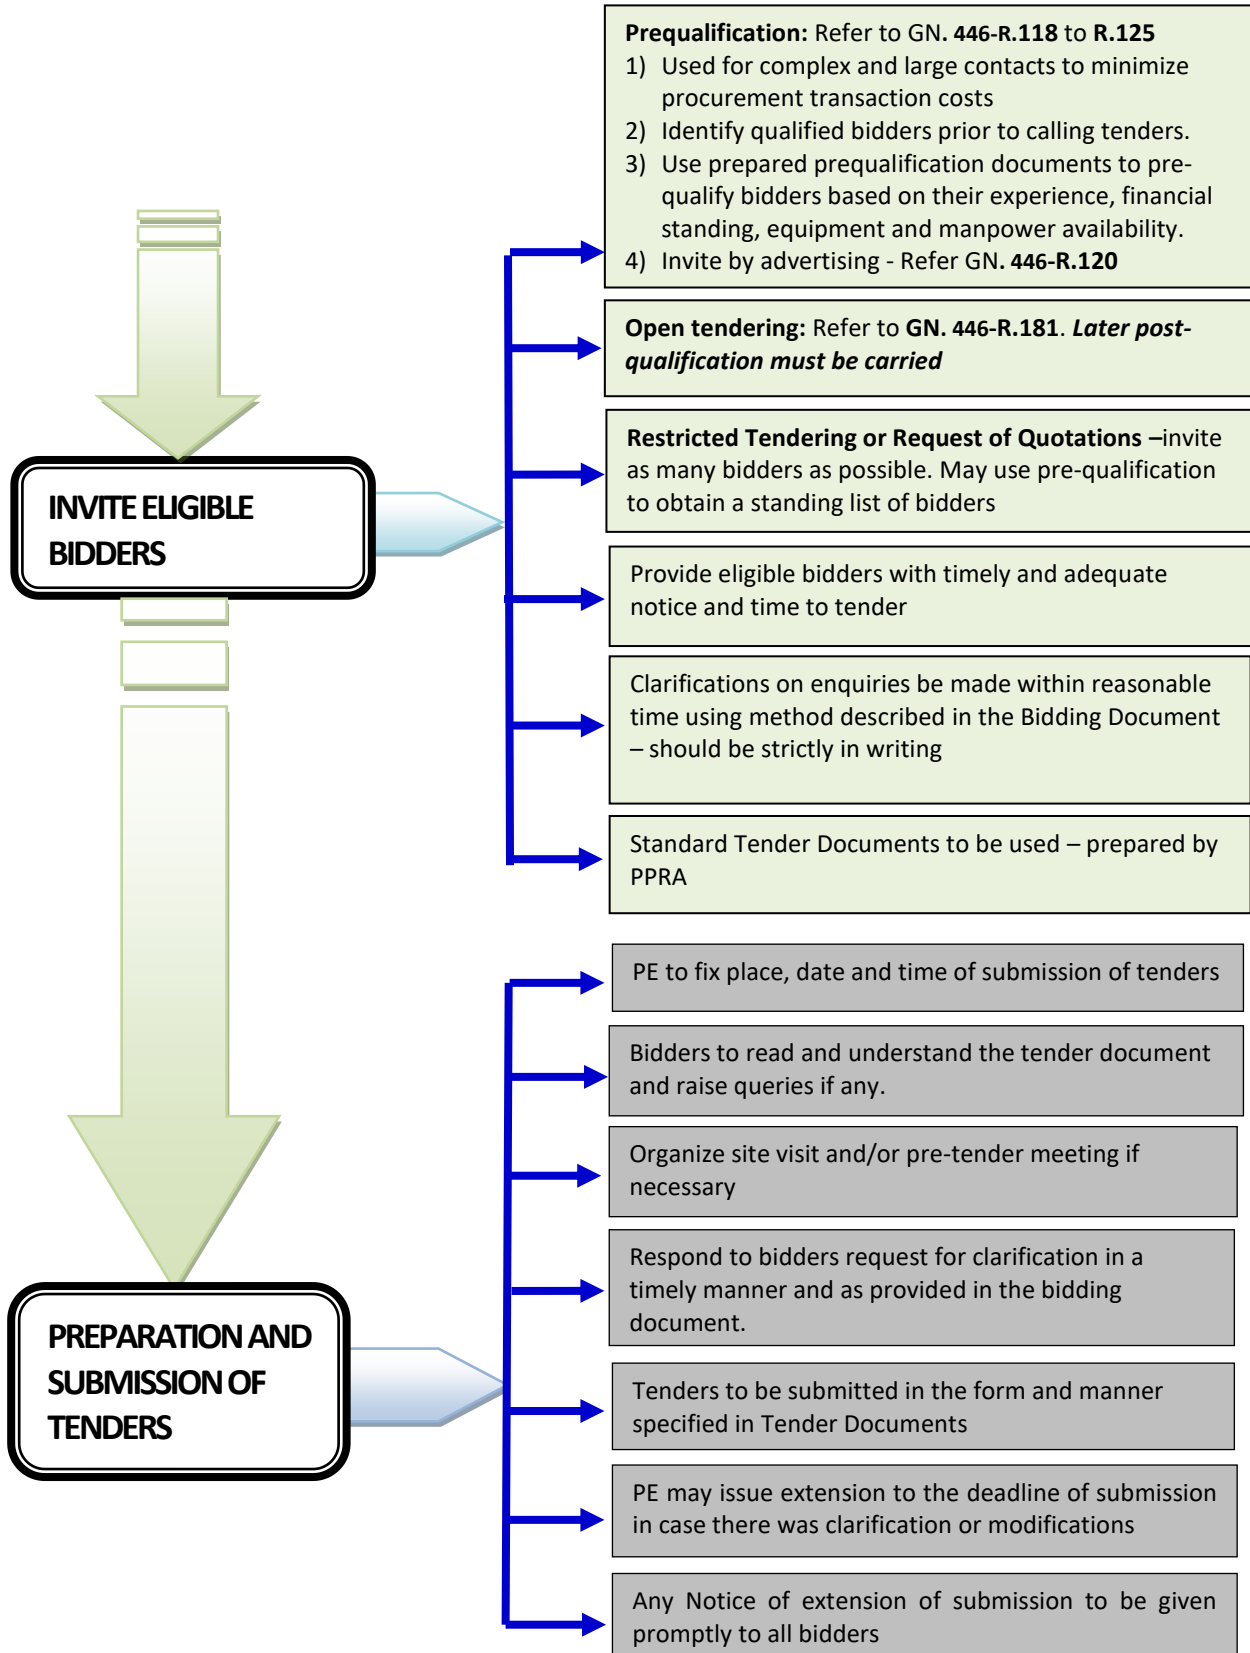 Prequalification: Refer to GN. 446-R.118 to R.125
1) Used for complex and large contacts to minimize
procurement transaction costs
2) Identify qualified bidders prior to calling tenders.
3) Use prepared prequalification documents to pre-
qualify bidders based on their experience, financial
standing, equipment and manpower availability.
4) Invite by advertising - Refer GN. 446-R.120
Open tendering: Refer to GN. 446-R.181. Later post-
qualification must be carried
Restricted Tendering or Request of Quotations –invite
as many bidders as possible. May use pre-qualification
to obtain a standing list of bidders
INVITE ELIGIBLE
BIDDERS
Provide eligible bidders with timely and adequate
notice and time to tender
Clarifications on enquiries be made within reasonable
time using method described in the Bidding Document
– should be strictly in writing
Standard Tender Documents to be used – prepared by
PPRA
PE to fix place, date and time of submission of tenders
Bidders to read and understand the tender document
and raise queries if any.
Organize site visit and/or pre-tender meeting if
necessary
Respond to bidders request for clarification in a
timely manner and as provided in the bidding
document.
PREPARATION AND
SUBMISSION OF
TENDERS
Tenders to be submitted in the form and manner
specified in Tender Documents
PE may issue extension to the deadline of submission
in case there was clarification or modifications
Any Notice of extension of submission to be given
promptly to all bidders